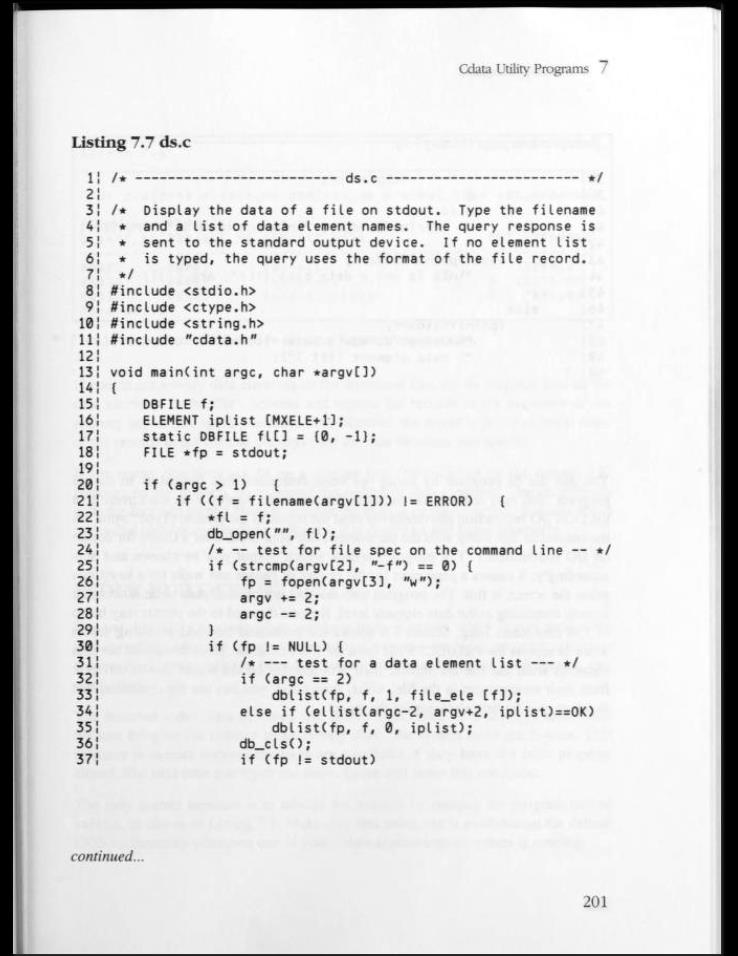 Cdata Utility Programs 7
Listing 7.7 ds.c
1¦ /* ------------------------- ds.c ------------------------ */
2¦
3¦ /*  Display the data of a file on stdout.  Type the filename
4¦  *  and a list of data element names.  The query response is
5¦  *  sent to the standard output device.  If no element list
6¦  *  is typed, the query uses the format of the file record.
7¦  */
8¦ #include <stdio.h>
9¦ #include <ctype.h>
10¦ #include <string.h>
11¦ #include "cdata.h"
12¦
13¦ void main(int argc, char *argv[])
14¦ {
15¦     DBFILE f;
16¦     ELEMENT iplist [MXELE+1];
17¦     static DBFILE fl[] = {0, -1};
18¦     FILE *fp = stdout;
19¦
20¦     if (argc > 1)   {
21¦         if ((f = filename(argv[1])) != ERROR)   {
22¦             *fl = f;
23¦             db_open("", fl);
24¦             /* -- test for file spec on the command line -- */
25¦             if (strcmp(argv[2], "-f") == 0) {
26¦                 fp = fopen(argv[3], "w");
27¦                 argv += 2;
28¦                 argc -= 2;
29¦             }
30¦             if (fp != NULL) {
31¦                 /* --- test for a data element list --- */
32¦                 if (argc == 2)
33¦                     dblist(fp, f, 1, file_ele [f]);
34¦                 else if (ellist(argc-2, argv+2, iplist)==OK)
35¦                     dblist(fp, f, 0, iplist);
36¦                 db_cls();
37¦                 if (fp != stdout)
continued...
201